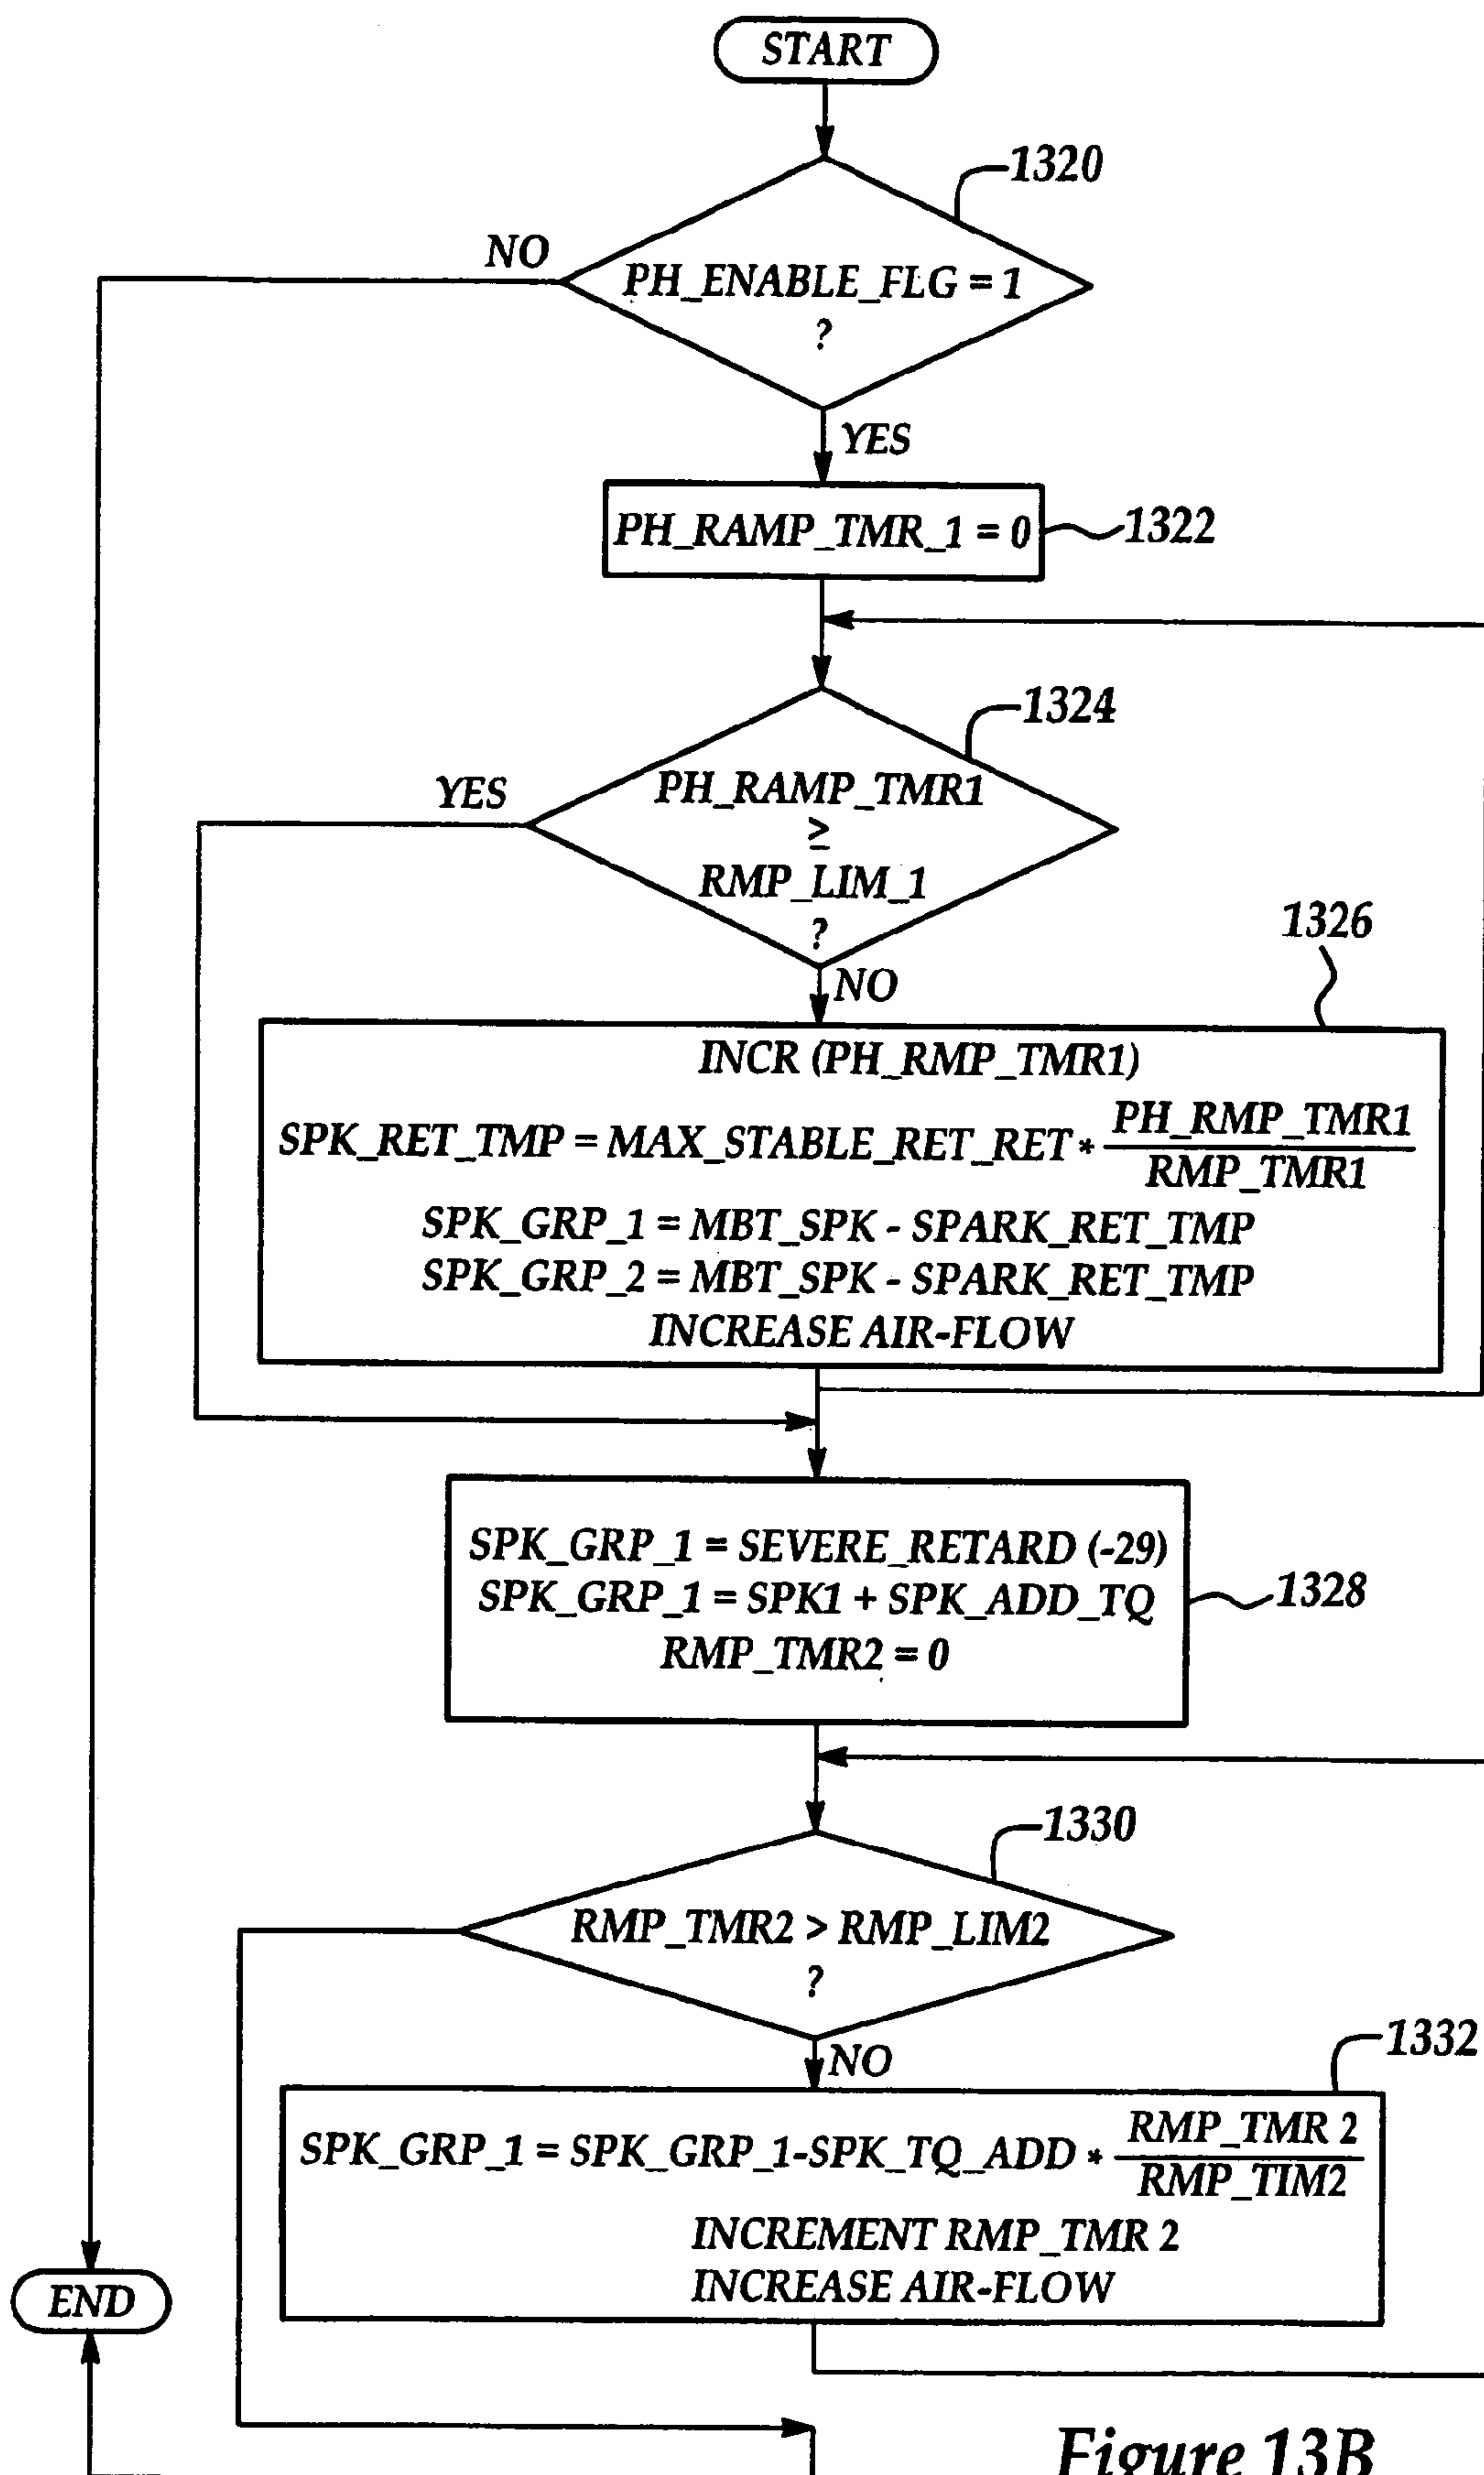 START
1320
NO
PH_ENABLE_FLG = 1
?
YES
PH_RAMP_TMR_1 = 0
1322
1324
YES
PH_RAMP_TMR1
≥
RMP_LIM_1
?
NO
1326
INCR (PH_RMP_TMR1)
SPK_RET_TMP = MAX_STABLE_RET_RET * PH_RMP_TMR1
RMP_TMR1
SPK_GRP_1 = MBT_SPK - SPARK_RET_TMP
SPK_GRP_2 = MBT_SPK - SPARK_RET_TMP
INCREASE AIR-FLOW
SPK_GRP_1 = SEVERE_RETARD (-29)
SPK_GRP_1 = SPK1 + SPK_ADD_TQ
RMP_TMR2 = 0
1328
1330
RMP_TMR2 > RMP_LIM2
?
NO
1332
SPK_GRP_1 = SPK_GRP_1-SPK_TQ_ADD * RMP_TMR 2
RMP_TIM2
INCREMENT RMP_TMR 2
INCREASE AIR-FLOW
END
Figure 13B